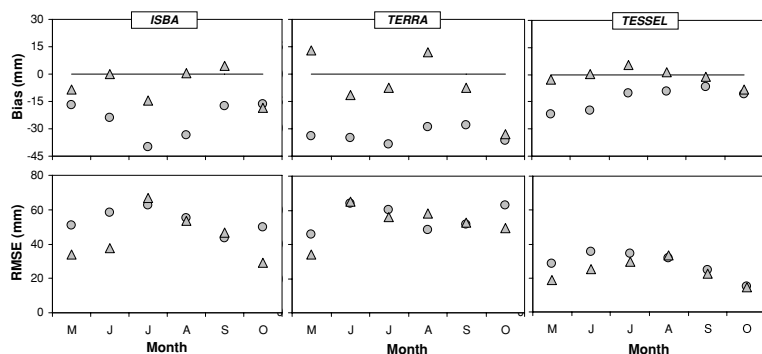 ISBA TERRA TESSEL
30
15
0
-15
-30
-45
Bias (mm)
80
60
40
20
0
RMSE (mm)
M J J A S O M J J A S O M J J A S O
Month Month Month